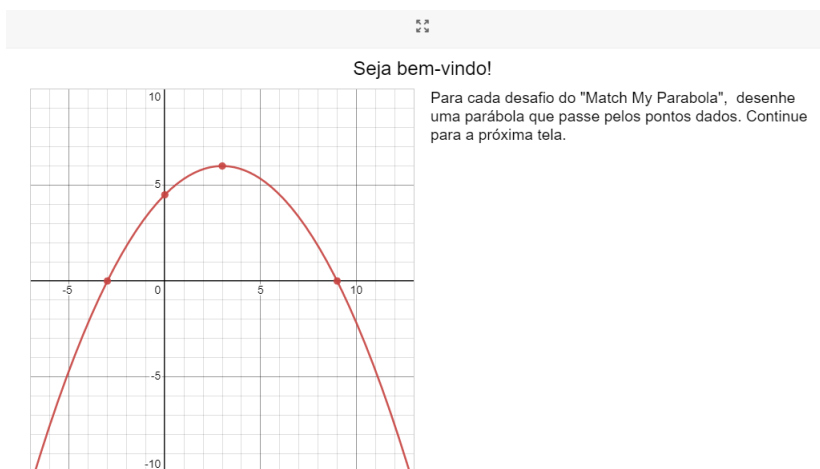 Seja bem-vindo!
Para cada desafio do "Match My Parabola", desenhe
uma parábola que passe pelos pontos dados. Continue
para a próxima tela.
10
5
-5
0
5
10
-5
-10